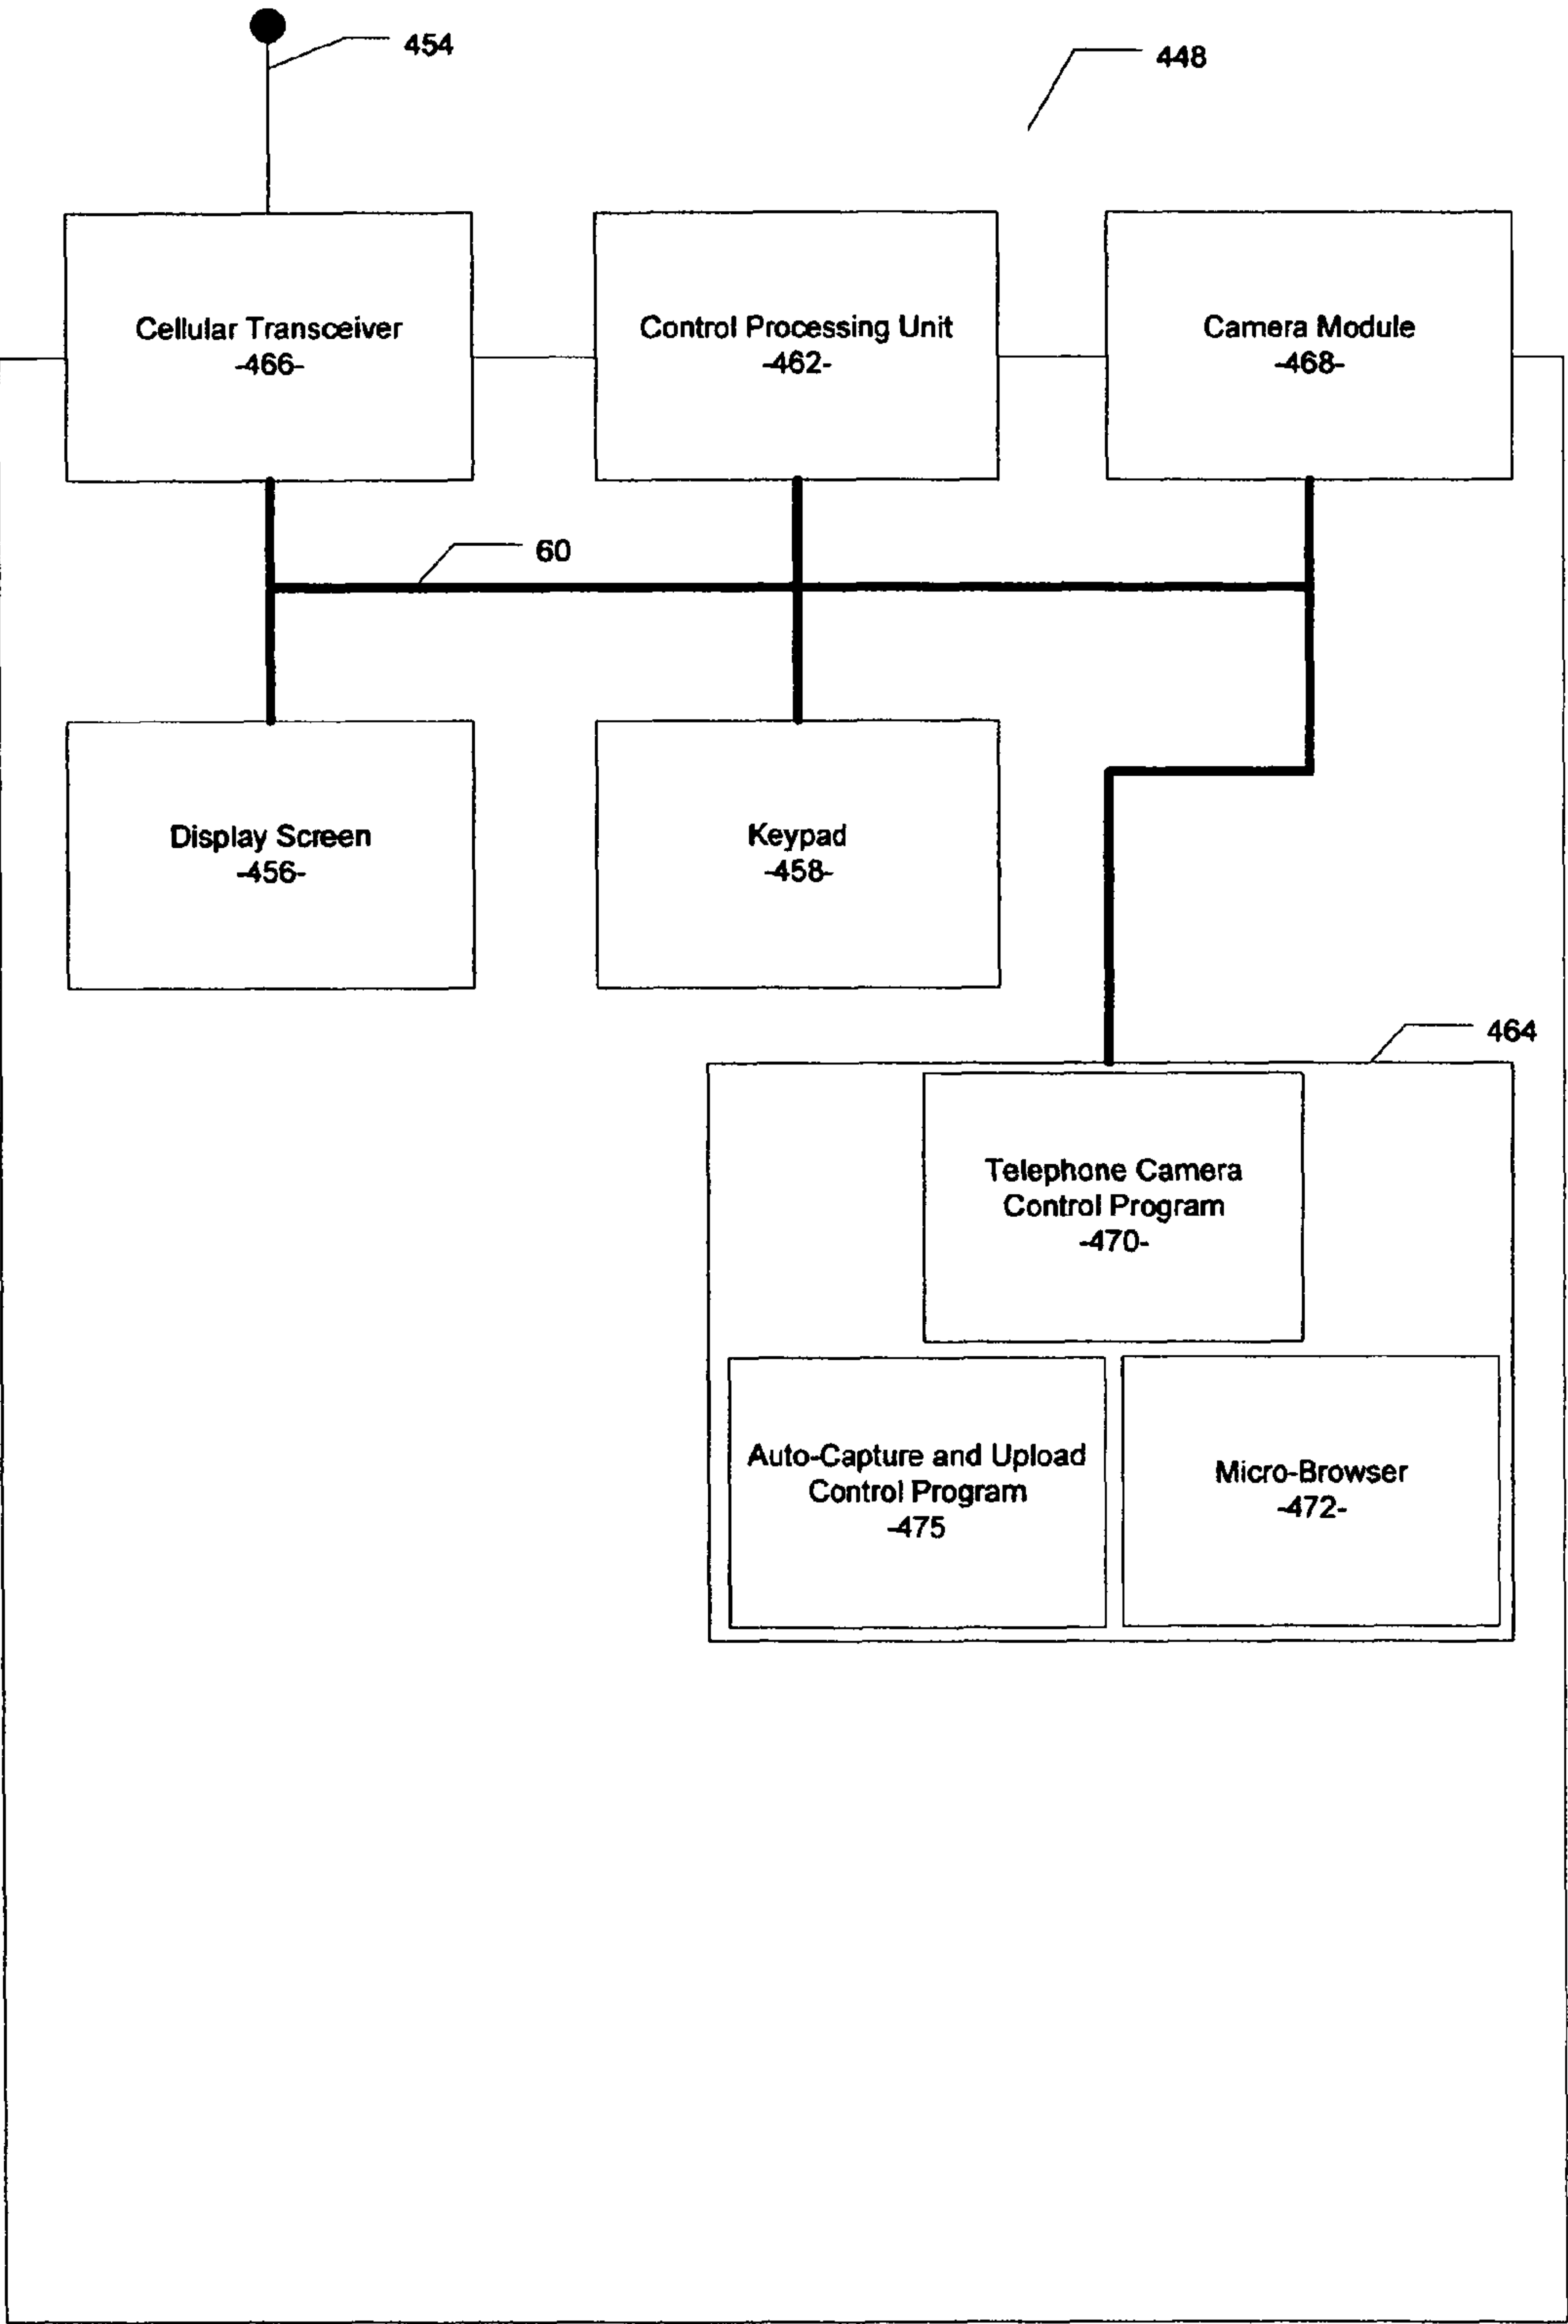 454
448
Cellular Transceiver
-466-
Control Processing Unit
-462-
Camera Module
-468-
60
Display Screen
-456-
Keypad
-458-
464
Telephone Camera
Control Program
-470-
Auto-Capture and Upload
Control Program
-475
Micro-Browser
-472-